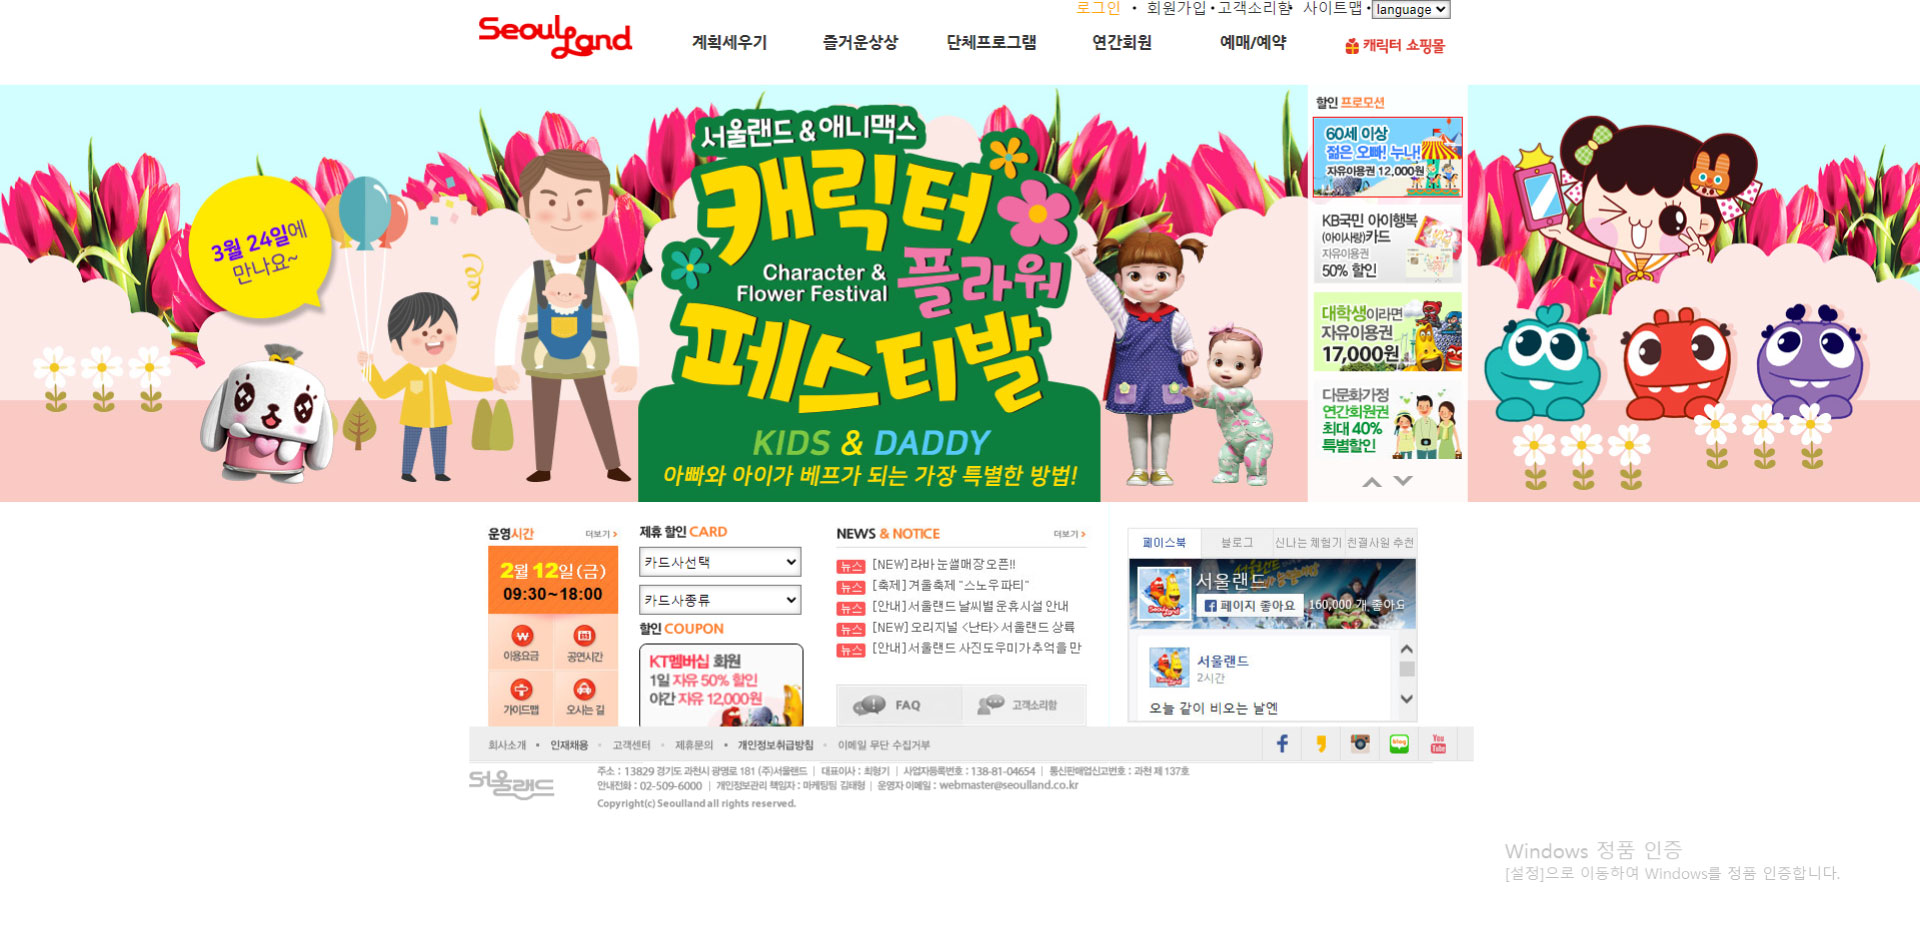 Seoulland
로그인 • 회원가입 • 고객소리함 • 사이트맵 • language
계획세우기 즐거운상상 단체프로그램 연간회원 예매/예약 캐릭터 쇼핑몰
3월 24일에
만나요~
서울랜드 & 애니맥스
캐릭터
Character &
Flower Festival
플라워
페스티발
KIDS & DADDY
아빠와 아이가 베프가 되는 가장 특별한 방법!
할인 프로모션
60세 이상
젊은 오빠! 누나!
자유이용권 12,000원
KB국민 아이행복
(아이사랑)카드
자유이용권
50% 할인
대학생이라면
자유이용권
17,000원
다문화가정
연간회원권
최대 40%
특별할인
운영시간 더보기
2월 12일(금)
09:30~18:00
이용요금 공연시간
가이드맵 오시는 길
제휴 할인 CARD
카드사선택
카드사종류
할인 COUPON
KT멤버십 회원
1일 자유 50% 할인
야간 자유 12,000원
NEWS & NOTICE 더보기
뉴스 [NEW] 라바 눈썰매장 오픈!!
뉴스 [축제] 겨울축제 "스노우 파티"
뉴스 [안내] 서울랜드 날씨별 운휴시설 안내
뉴스 [NEW] 오리지널 <난타> 서울랜드 상륙
뉴스 [안내] 서울랜드 사진도우미가 추억을 만
FAQ 고객소리함
페이스북 블로그 신나는 체험기 친결사원 추천
서울랜드
페이지 좋아요 160,000 개 좋아요
서울랜드
2시간
오늘 같이 비오는 날엔
회사소개 • 인재채용 • 고객센터 • 제휴문의 • 개인정보취급방침 • 이메일 무단 수집거부
blog
You Tube
서울랜드
주소 : 13829 경기도 과천시 광명로 181 (주)서울랜드 | 대표이사 : 최형기 | 사업자등록번호 : 138-81-04654 | 통신판매업신고번호 : 과천 제 137호
안내전화 : 02-509-6000 | 개인정보관리 책임자 : 마케팅팀 김태형 | 운영자 이메일 : webmaster@seoulland.co.kr
Copyright(c) Seoulland all rights reserved.
Windows 정품 인증
[설정]으로 이동하여 Windows를 정품 인증합니다.